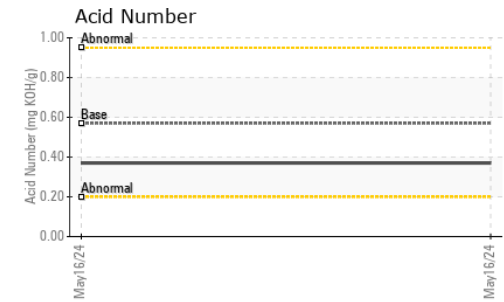 Acid Number
1.00
Abnormal
0.80
0.60
Base
0.40
Abnormal
0.20
0.00
Acid Number (mg KOH/g)
May16/24
May16/24